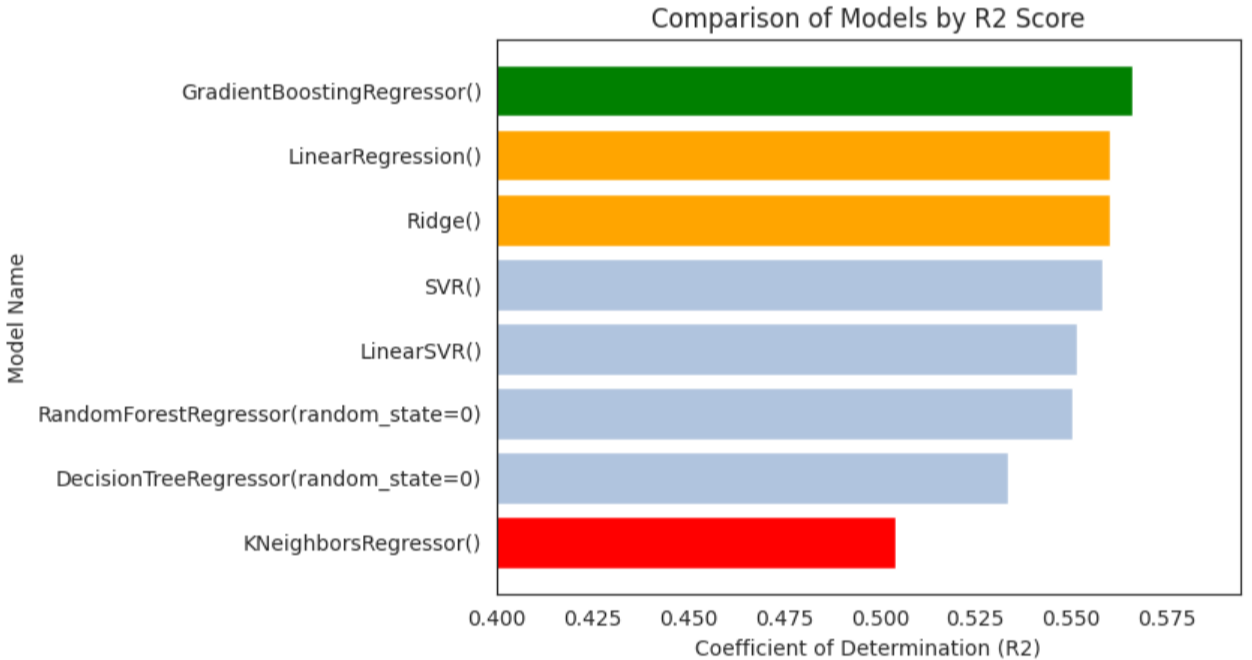 Comparison of Models by R2 Score
GradientBoostingRegressor()
LinearRegression()
Ridge()
SVR()
LinearSVR()
RandomForestRegressor(random_state=0)
DecisionTreeRegressor(random_state=0)
KNeighborsRegressor()
Model Name
0.400 0.425 0.450 0.475 0.500 0.525 0.550 0.575
Coefficient of Determination (R2)